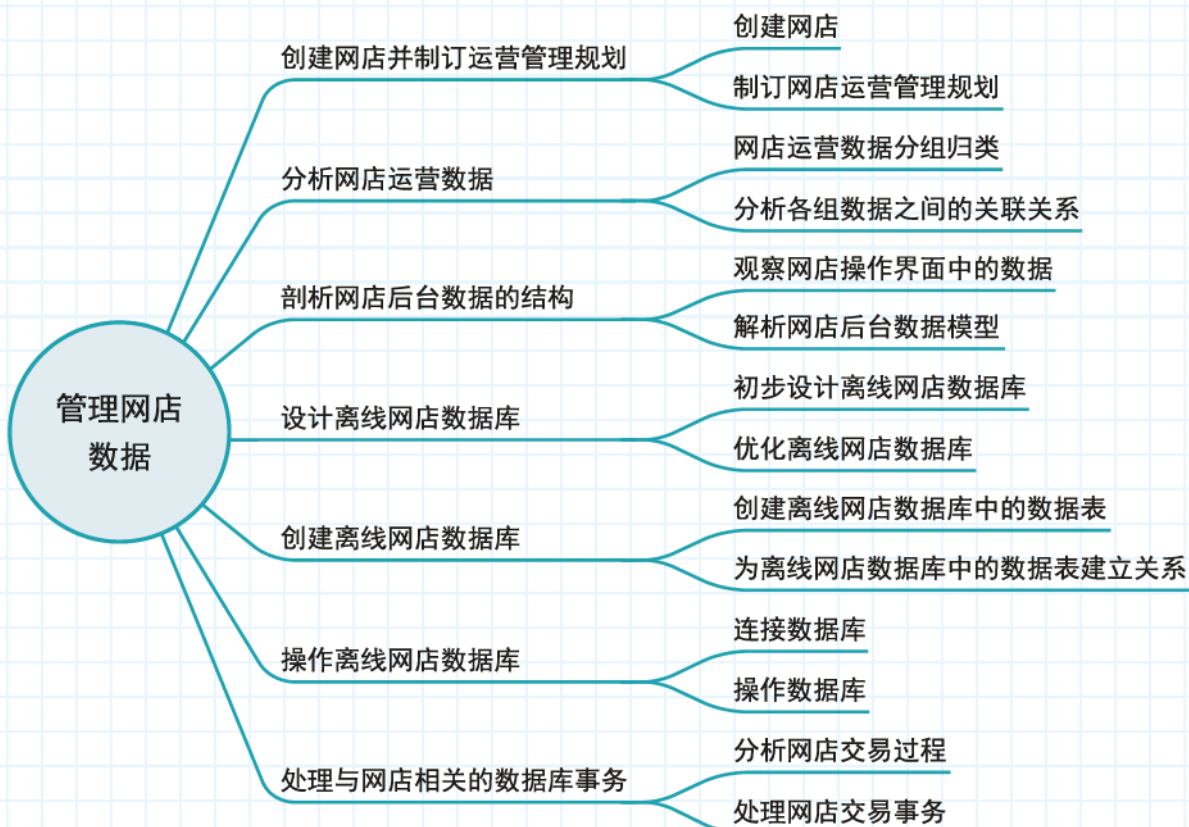 管理网店
数据
创建网店并制订运营管理规划
创建网店
制订网店运营管理规划
分析网店运营数据
网店运营数据分组归类
分析各组数据之间的关联关系
剖析网店后台数据的结构
观察网店操作界面中的数据
解析网店后台数据模型
设计离线网店数据库
初步设计离线网店数据库
优化离线网店数据库
创建离线网店数据库
创建离线网店数据库中的数据表
为离线网店数据库中的数据表建立关系
操作离线网店数据库
连接数据库
操作数据库
处理与网店相关的数据库事务
分析网店交易过程
处理网店交易事务